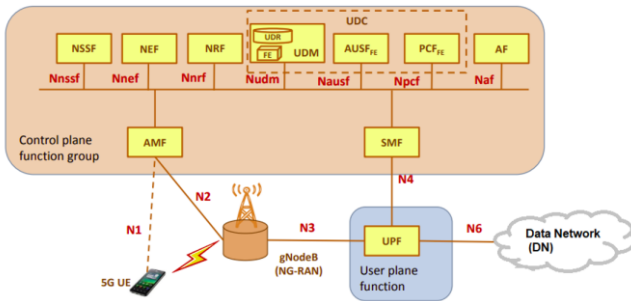 UDC
NSSF
NEF
NRF
UDR
FE
UDM
AUSFFE
PCFFE
AF
Nnssf
Nnef
Nnrf
Nudm
Nausf
Npcf
Naf
Control plane
function group
AMF
SMF
N1
N2
N4
N3
N6
gNodeB
(NG-RAN)
UPF
User plane
function
Data Network
(DN)
5G UE